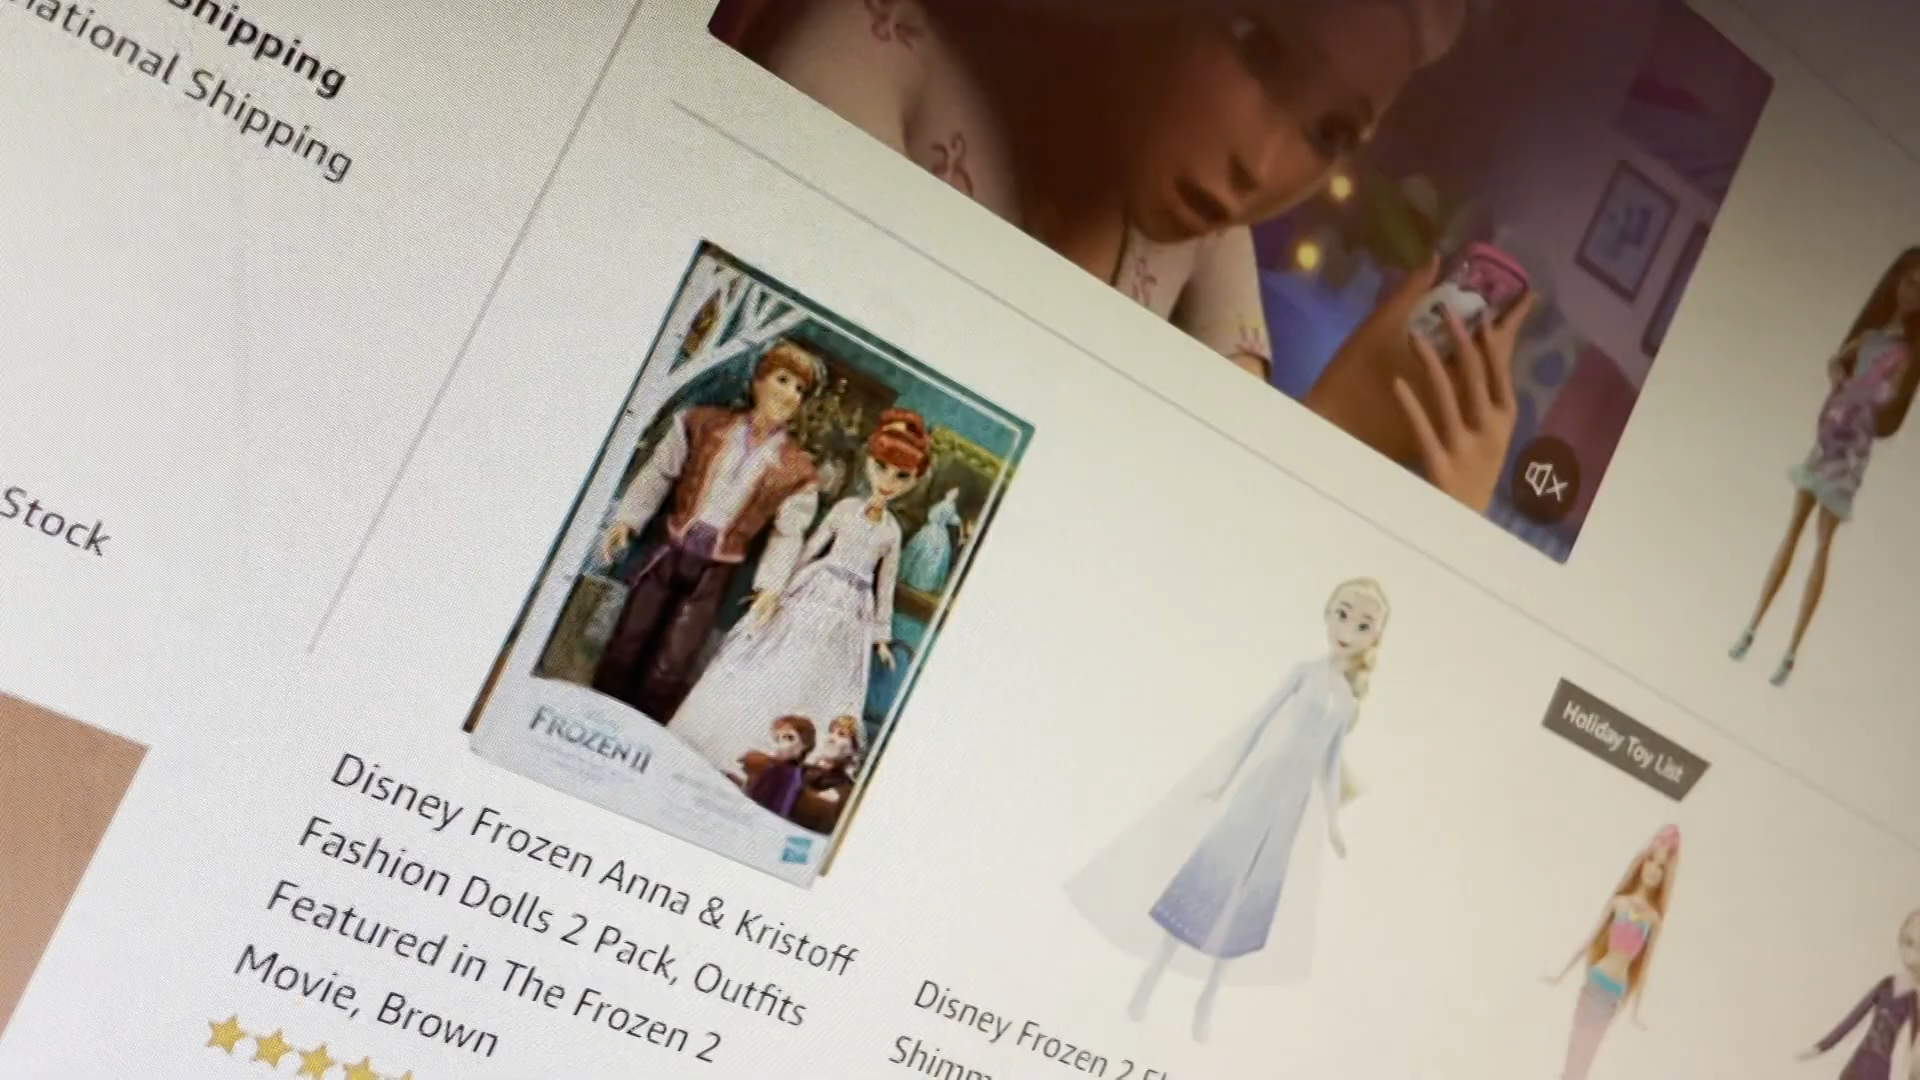 Shipping
national Shipping
Stock
FROZEN II
Disney Frozen Anna & Kristoff
Fashion Dolls 2 Pack, Outfits
Featured in The Frozen 2
Movie, Brown
Holiday Toy List
Disney Frozen 2